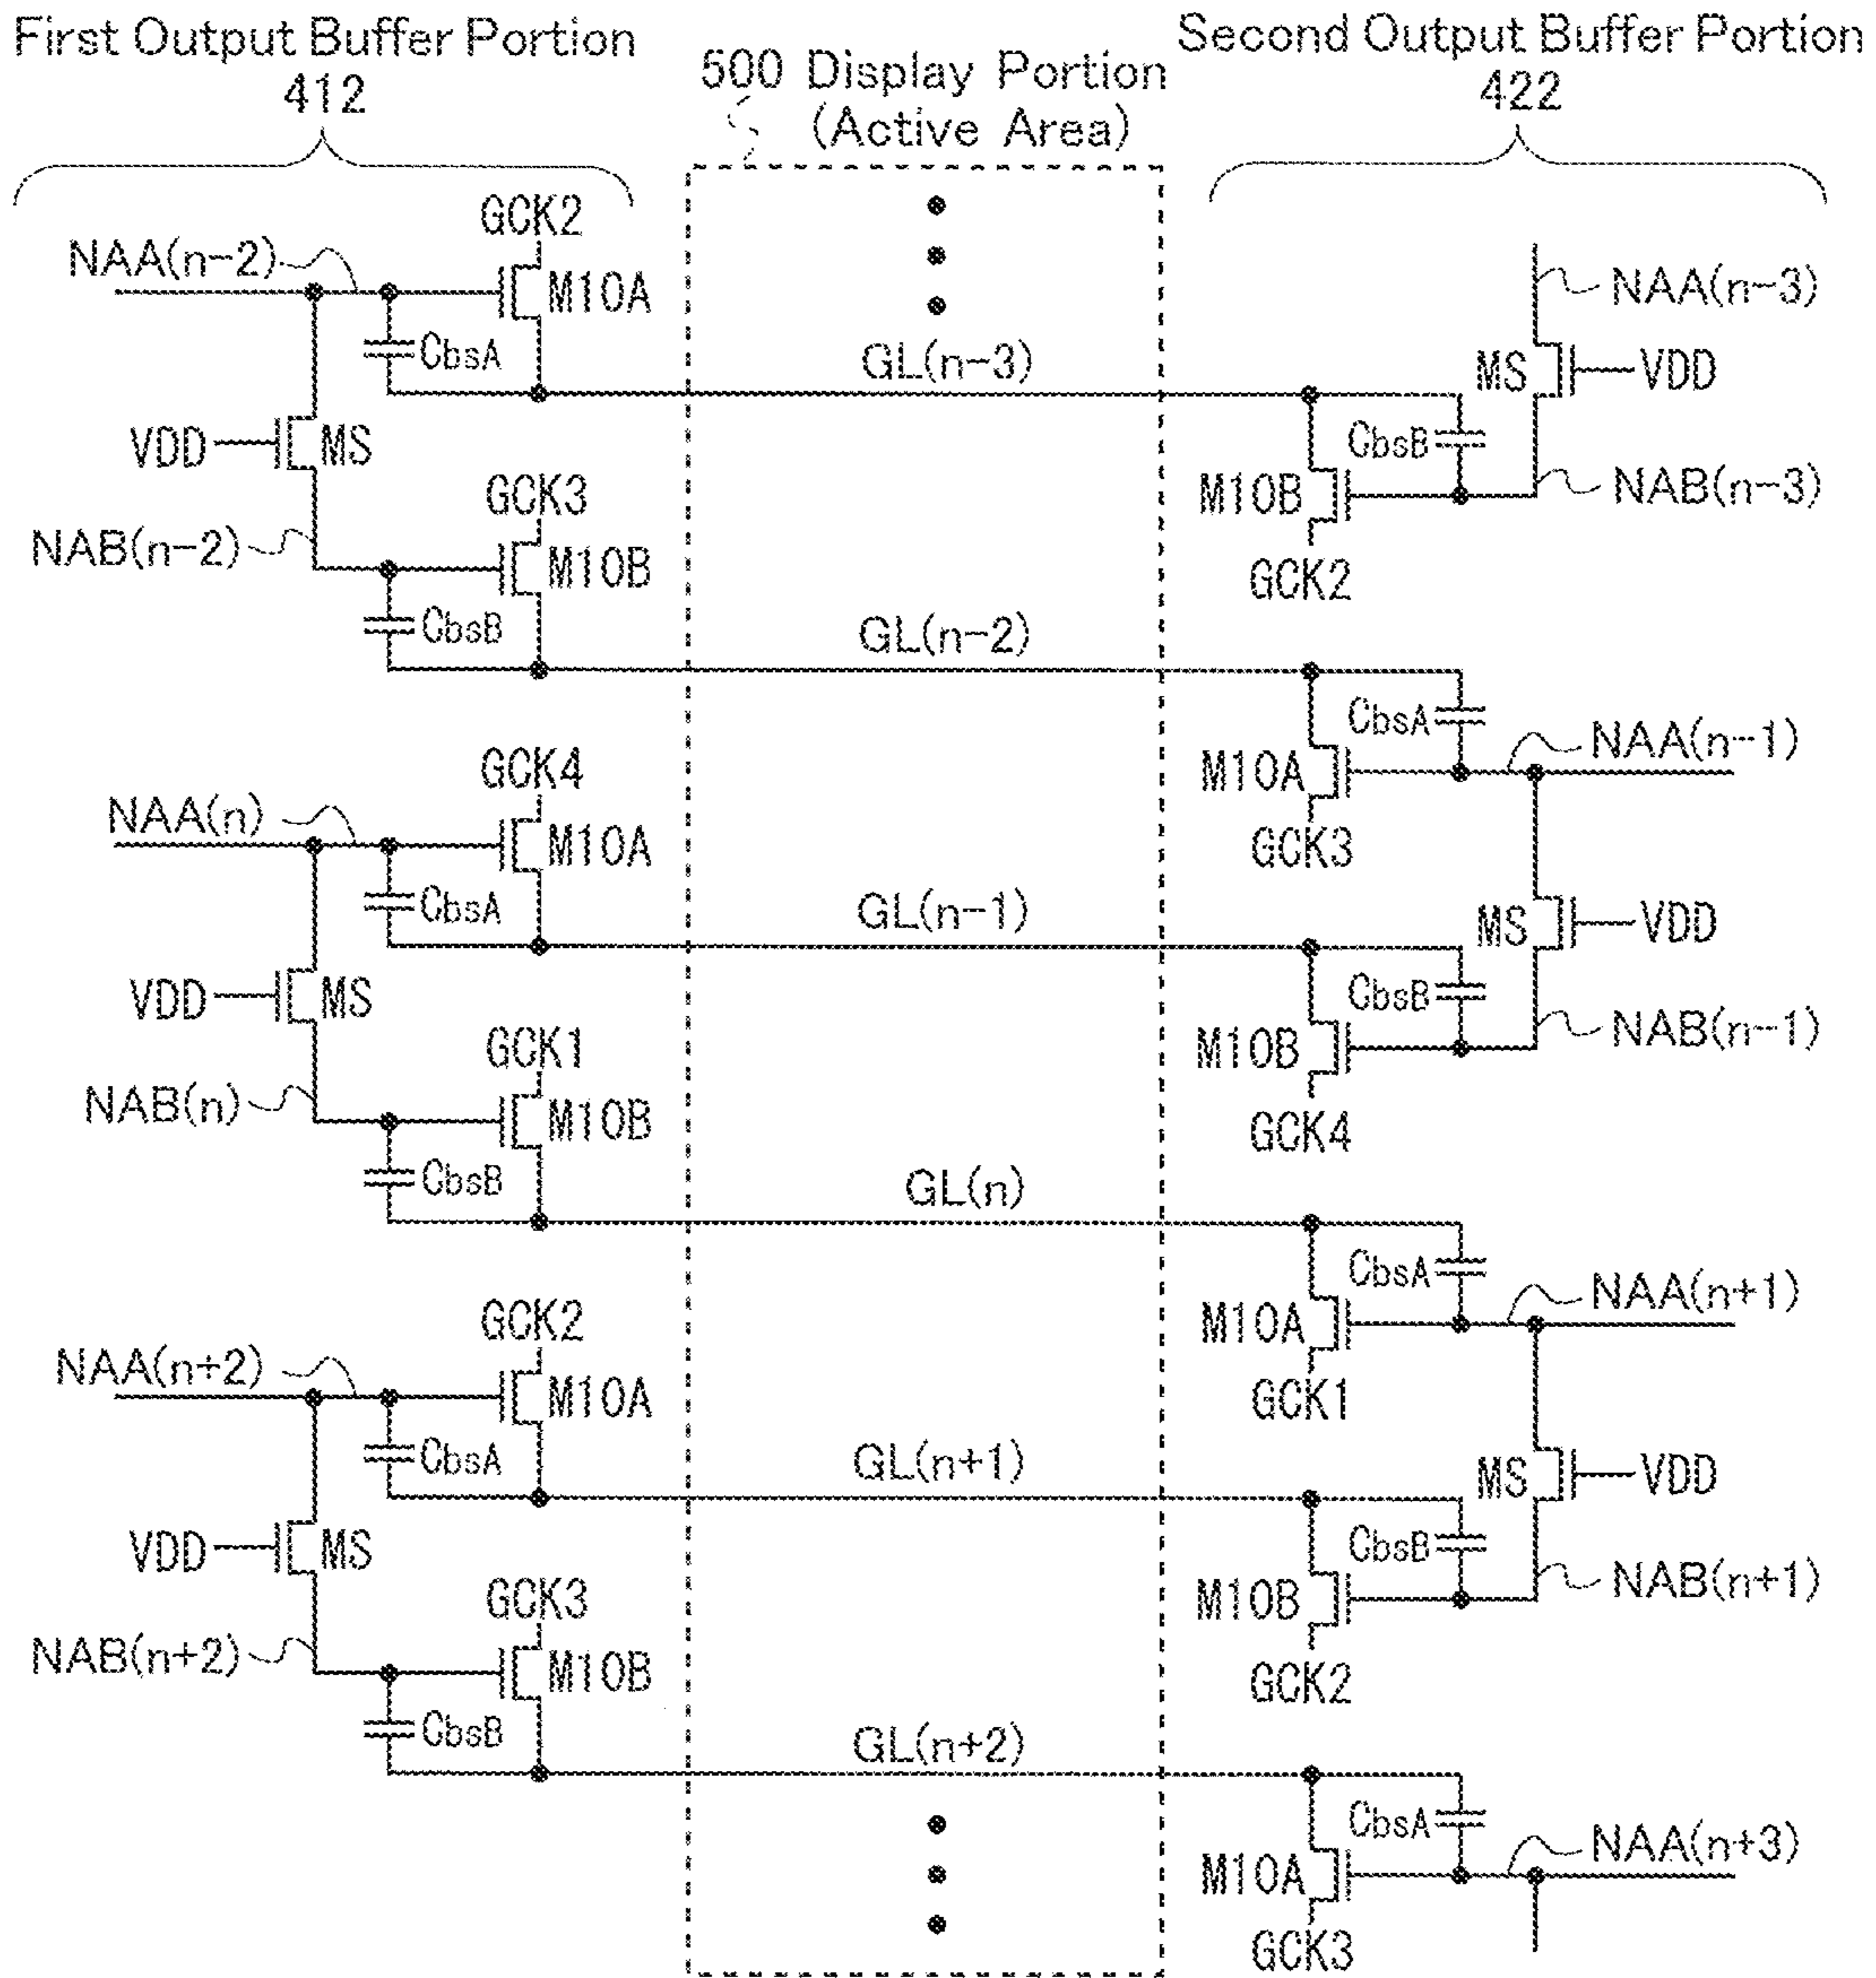 First Output Buffer Portion
412
500 Display Portion
(Active Area)
Second Output Buffer Portion
422
GCK2
NAA(n-2)
M10A
CbsA
VDD
MS
GCK3
NAB(n-2)
M10B
CbsB
GL(n-3)
NAA(n-3)
MS
VDD
CbsB
M10B
NAB(n-3)
GCK2
GL(n-2)
CbsA
NAA(n-1)
M10A
GCK3
GCK4
NAA(n)
M10A
CbsA
GL(n-1)
MS
VDD
CbsB
M10B
NAB(n-1)
GCK4
VDD
MS
GCK1
NAB(n)
M10B
CbsB
GL(n)
CbsA
NAA(n+1)
M10A
GCK1
GCK2
NAA(n+2)
M10A
CbsA
GL(n+1)
MS
VDD
CbsB
M10B
NAB(n+1)
GCK2
VDD
MS
GCK3
NAB(n+2)
M10B
CbsB
GL(n+2)
CbsA
NAA(n+3)
M10A
GCK3